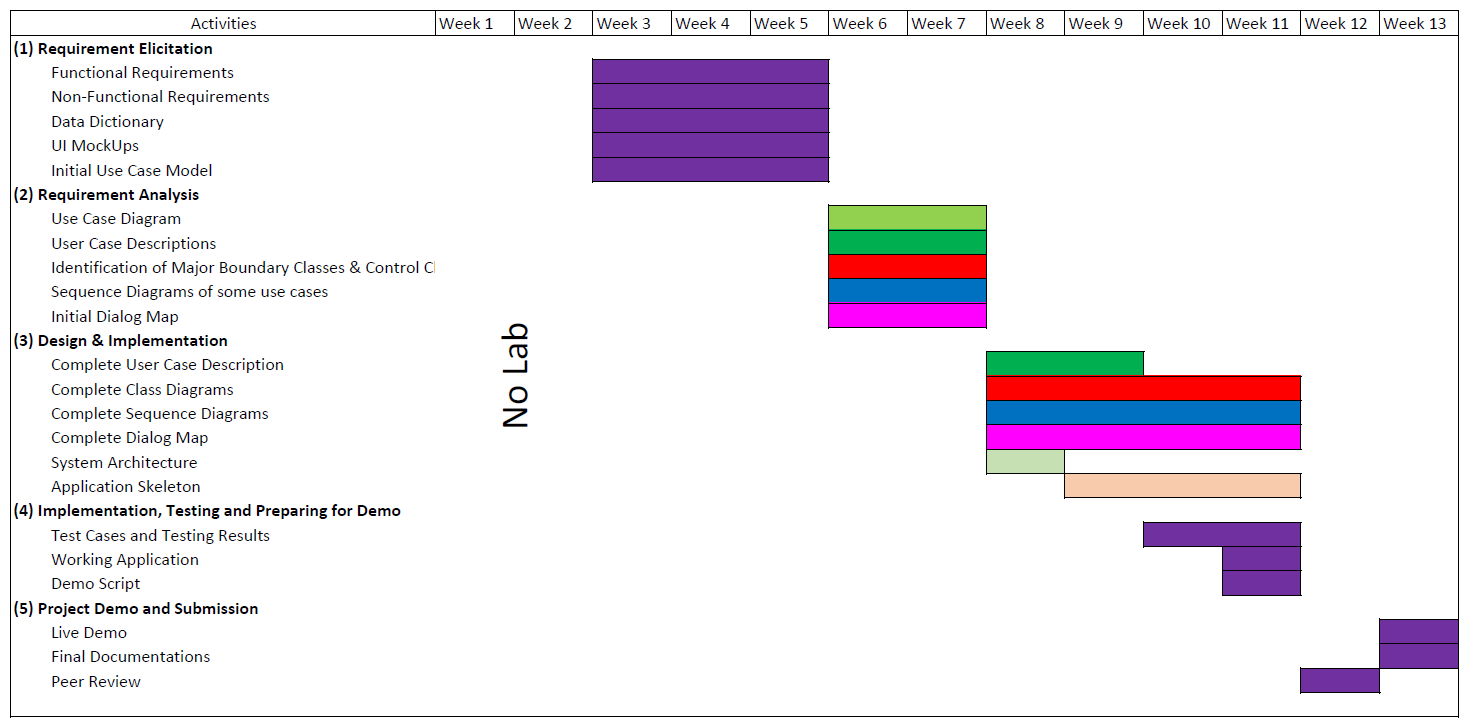 Activities Week 1 Week 2 Week 3 Week 4 Week 5 Week 6 Week 7 Week 8 Week 9 Week 10 Week 11 Week 12 Week 13
(1) Requirement Elicitation
Functional Requirements
Non-Functional Requirements
Data Dictionary
UI MockUps
Initial Use Case Model
(2) Requirement Analysis
Use Case Diagram
User Case Descriptions
Identification of Major Boundary Classes & Control Cl
Sequence Diagrams of some use cases
Initial Dialog Map
No Lab
(3) Design & Implementation
Complete User Case Description
Complete Class Diagrams
Complete Sequence Diagrams
Complete Dialog Map
System Architecture
Application Skeleton
(4) Implementation, Testing and Preparing for Demo
Test Cases and Testing Results
Working Application
Demo Script
(5) Project Demo and Submission
Live Demo
Final Documentations
Peer Review